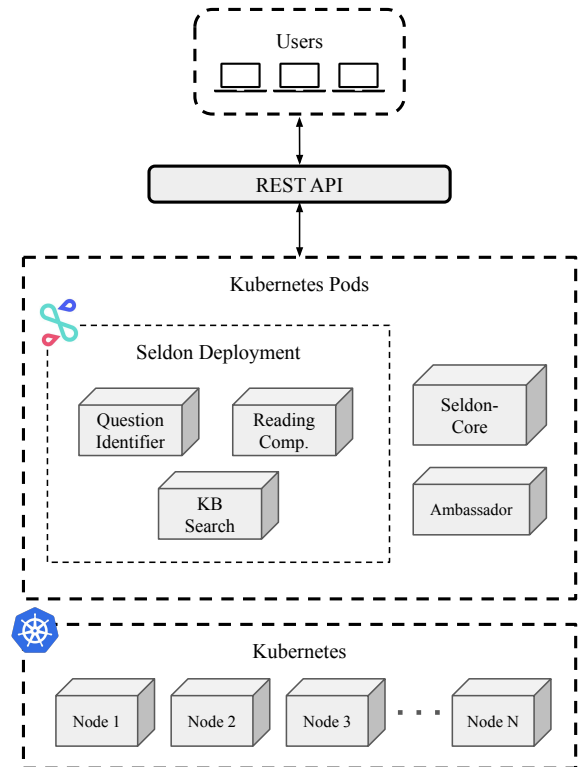 Users
REST API
Kubernetes Pods
Seldon Deployment
Question
Identifier
Reading
Comp.
KB
Search
Seldon-
Core
Ambassador
Kubernetes
Node 1
Node 2
Node 3
. . .
Node N